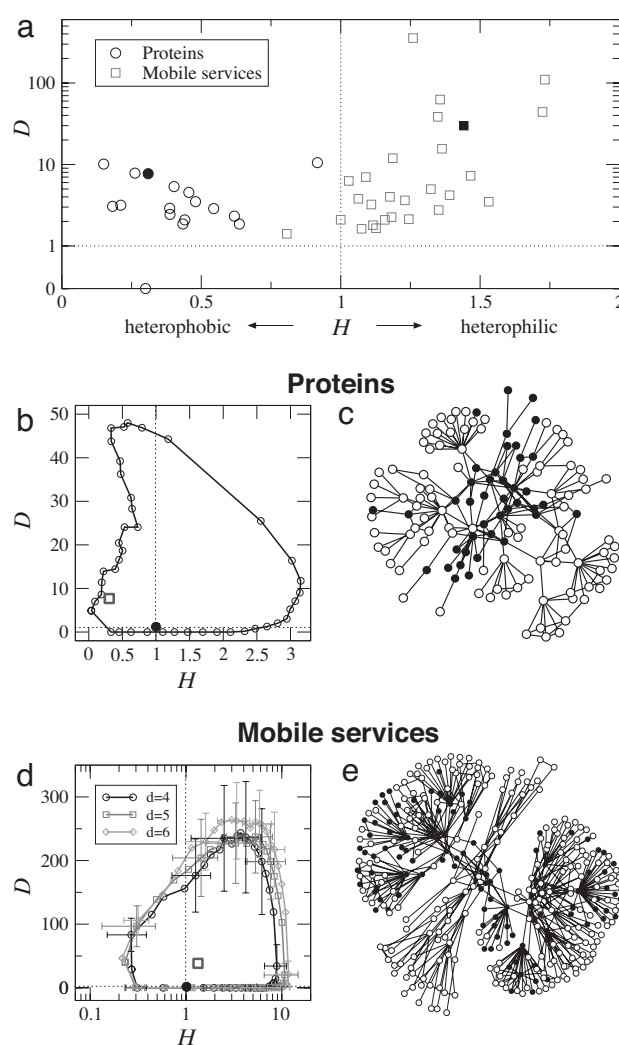 a
Proteins
Mobile services
D
100
10
1
0
0
0.5
1
1.5
2
heterophobic
H
heterophilic
Proteins
b
c
D
50
40
30
20
10
0
0
0.5
1
1.5
2
2.5
3
H
Mobile services
d
e
d=4
d=5
d=6
D
300
200
100
0
0.1
1
10
H